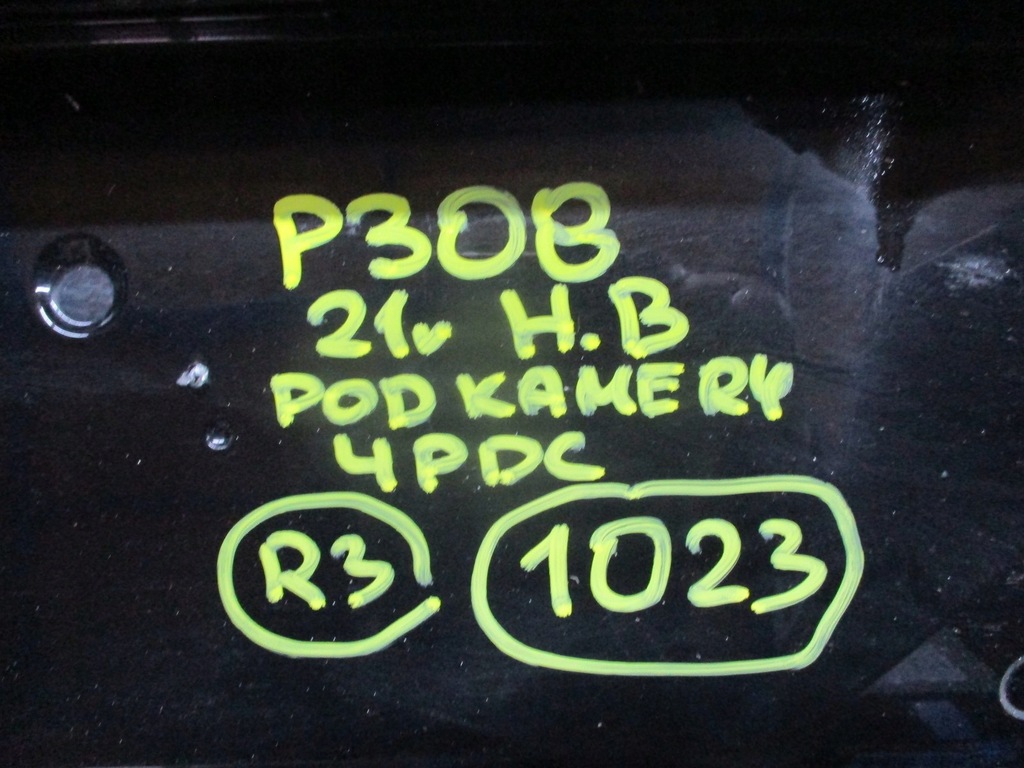 P308
21r H.B
POD KAMERY
4PDC
R3 1023